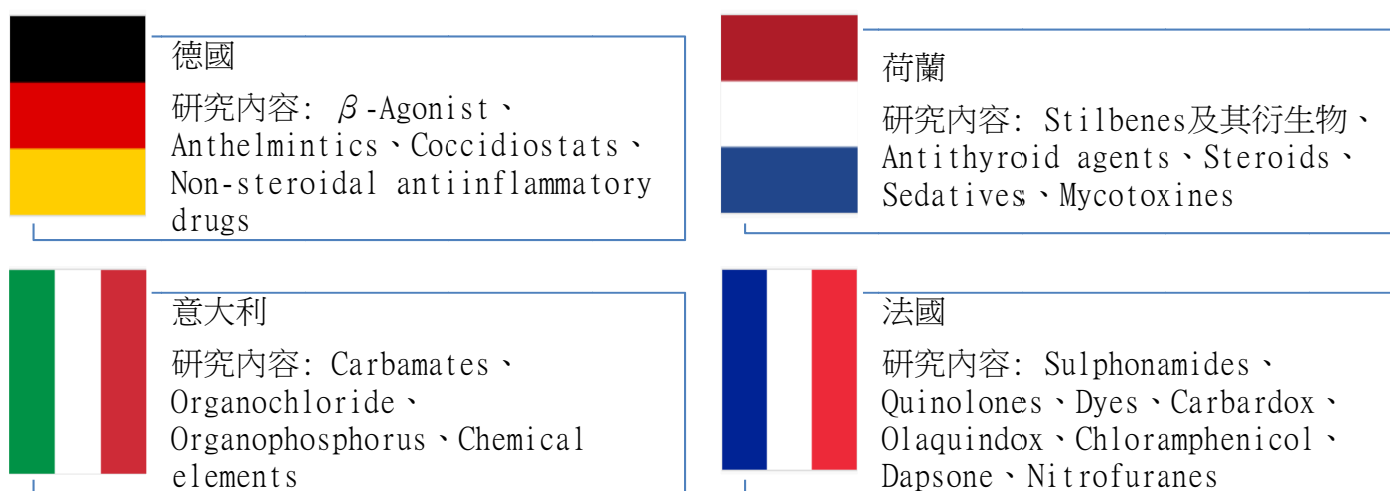 德國
研究內容: β-Agonist、
Anthelmintics、Coccidiostats、
Non-steroidal antiinflammatory
drugs
荷蘭
研究內容: Stilbenes及其衍生物、
Antithyroid agents、Steroids、
Sedatives、Mycotoxines
意大利
研究內容: Carbamates、
Organochloride、
Organophosphorus、Chemical
elements
法國
研究內容: Sulphonamides、
Quinolones、Dyes、Carbardox、
Olaquindox、Chloramphenicol、
Dapsone、Nitrofuranes